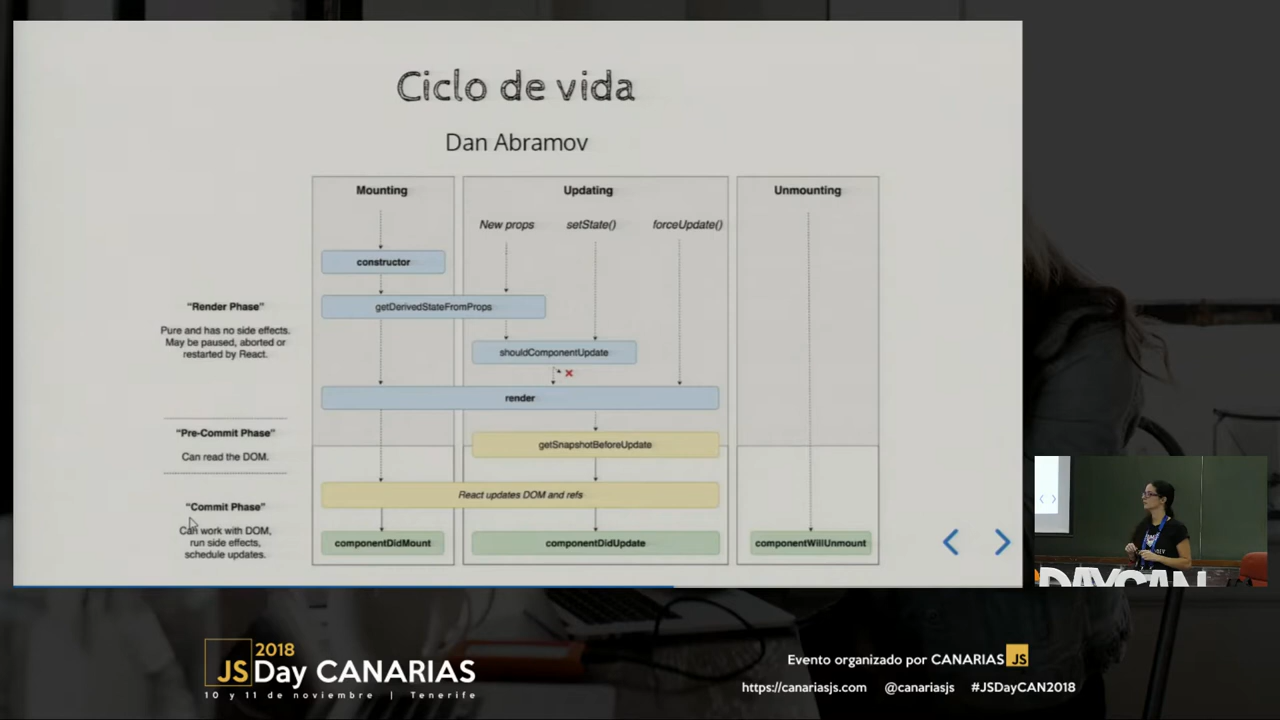 Ciclo de vida
Dan Abramov
Mounting
Updating
Unmounting
New props
setState()
forceUpdate()
constructor
"Render Phase"
Pure and has no side effects.
May be paused, aborted or
restarted by React.
getDerivedStateFromProps
shouldComponentUpdate
render
"Pre-Commit Phase"
Can read the DOM.
getSnapshotBeforeUpdate
"Commit Phase"
Can work with DOM,
run side effects,
schedule updates.
React updates DOM and refs
componentDidMount
componentDidUpdate
componentWillUnmount
DAYCAN
2018
JSDay CANARIAS
10 y 11 de noviembre | Tenerife
Evento organizado por CANARIAS JS
https://canariasjs.com @canariasjs #JSDayCAN2018